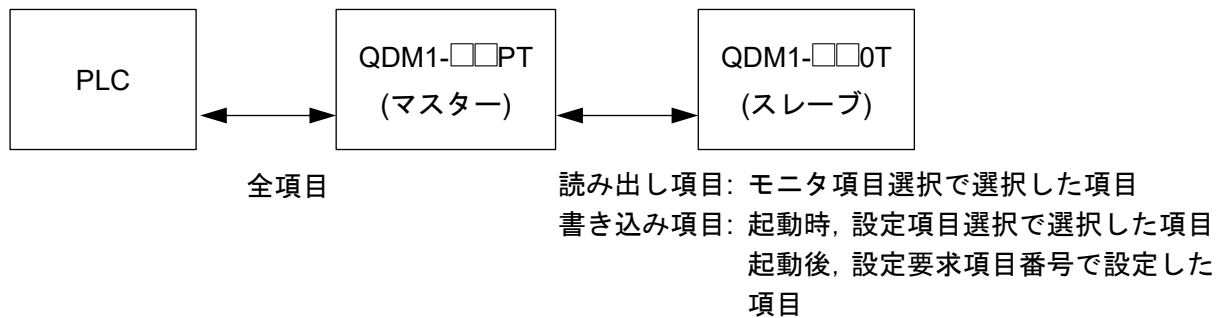 PLC
QDM1-□□PT
(マスター)
QDM1-□□0T
(スレーブ)
全項目
読み出し項目: モニタ項目選択で選択した項目
書き込み項目: 起動時, 設定項目選択で選択した項目
起動後, 設定要求項目番号で設定した
項目